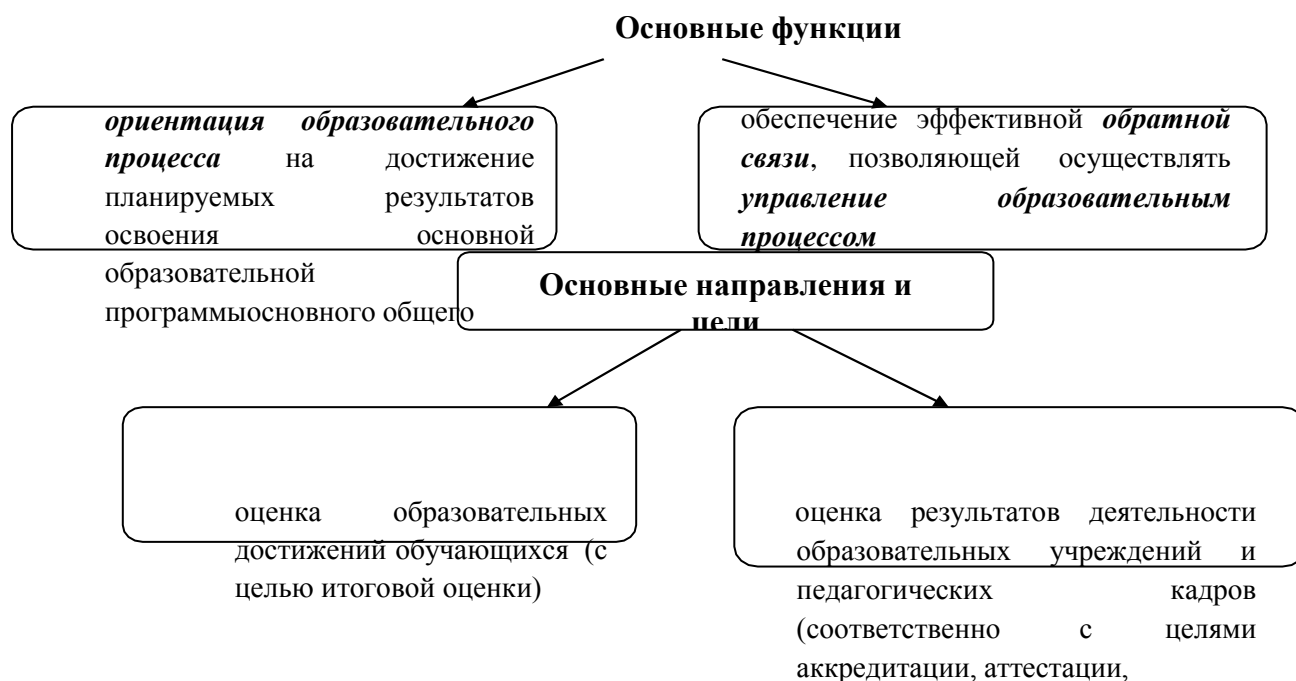 Основные функции
ориентация образовательного
процесса на достижение
планируемых результатов
освоения основной
образовательной
программыосновного общего
обеспечение эффективной обратной
связи, позволяющей осуществлять
управление образовательным
процессом
Основные направления и
цели
оценка образовательных
достижений обучающихся (с
целью итоговой оценки)
оценка результатов деятельности
образовательных учреждений и
педагогических кадров
(соответственно с целями
аккредитации, аттестации,